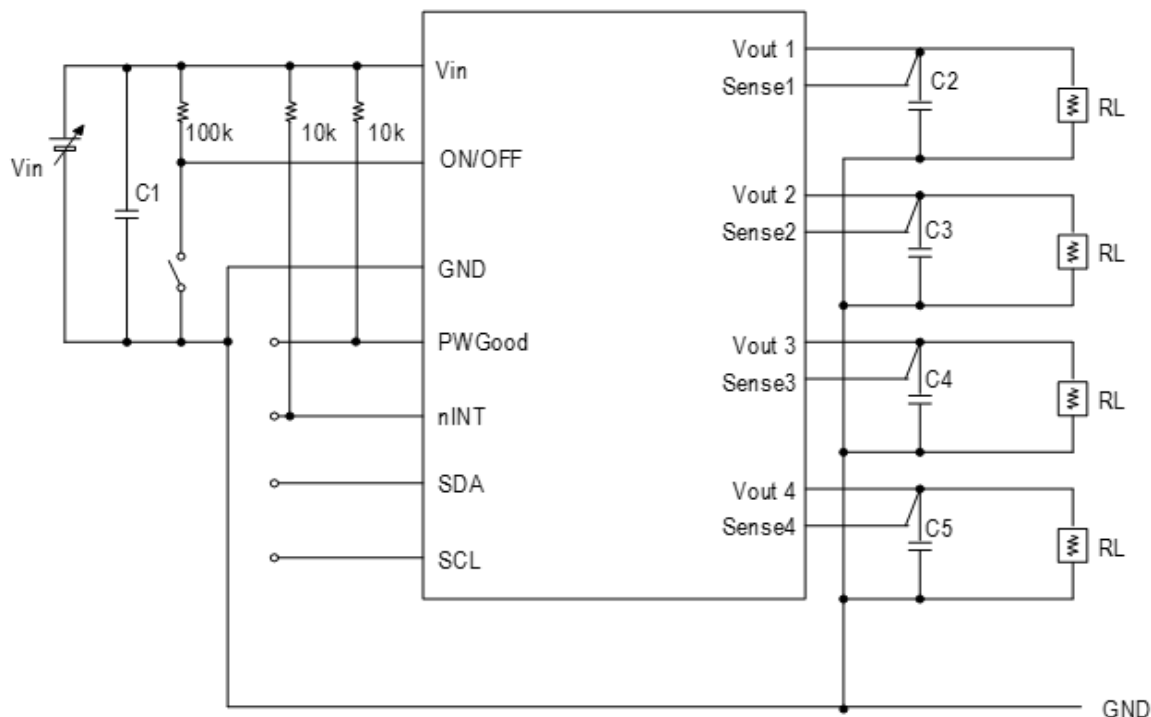 Vin
C1
100k
10k
10k
Vin
ON/OFF
GND
PWGood
nINT
SDA
SCL
Vout 1
Sense1
Vout 2
Sense2
Vout 3
Sense3
Vout 4
Sense4
C2
RL
C3
RL
C4
RL
C5
RL
GND